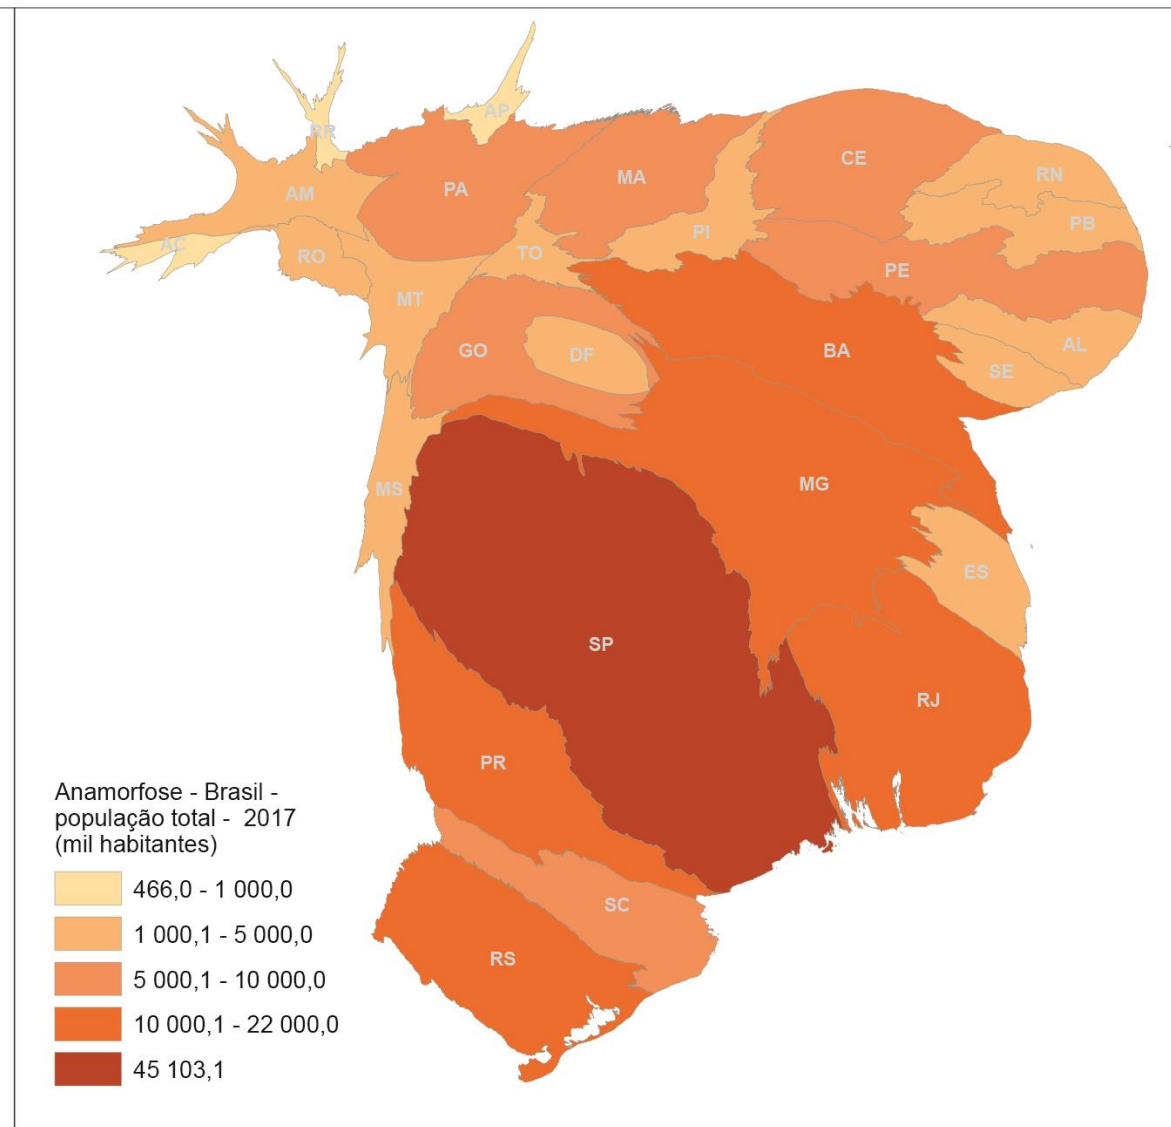 AP
RR
CE
RN
MA
PA
AM
PB
PI
AC
TO
RO
PE
MT
AL
BA
GO
DF
SE
MG
MS
ES
SP
RJ
PR
Anamorfose - Brasil -
população total - 2017
(mil habitantes)
466,0 - 1 000,0
1 000,1 - 5 000,0
5 000,1 - 10 000,0
10 000,1 - 22 000,0
45 103,1
SC
RS